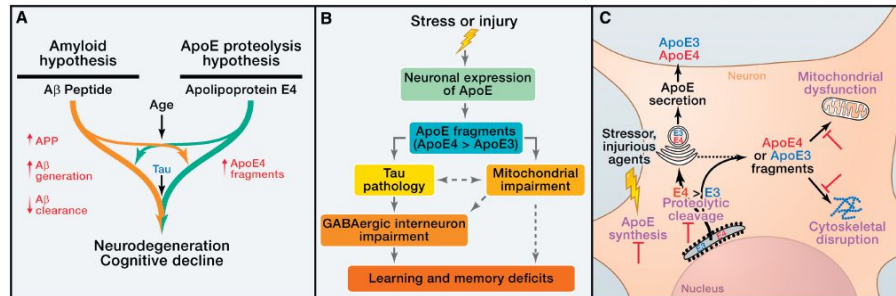 A
Amyloid
hypothesis
ApoE proteolysis
hypothesis
Aβ Peptide
Apolipoprotein E4
Age
APP
Aβ
generation
Aβ
clearance
Tau
ApoE4
fragments
Neurodegeneration
Cognitive decline
B
Stress or injury
Neuronal expression
of ApoE
ApoE fragments
(ApoE4 > ApoE3)
Tau
pathology
Mitochondrial
impairment
GABAergic interneuron
impairment
Learning and memory deficits
C
ApoE3
ApoE4
Neuron
ApoE
secretion
Mitochondrial
dysfunction
Stressor,
injurious
agents
E3
E4
ApoE4
or ApoE3
fragments
E4 > E3
Proteolytic
cleavage
ApoE
synthesis
E3 E4
Cytoskeletal
disruption
Nucleus